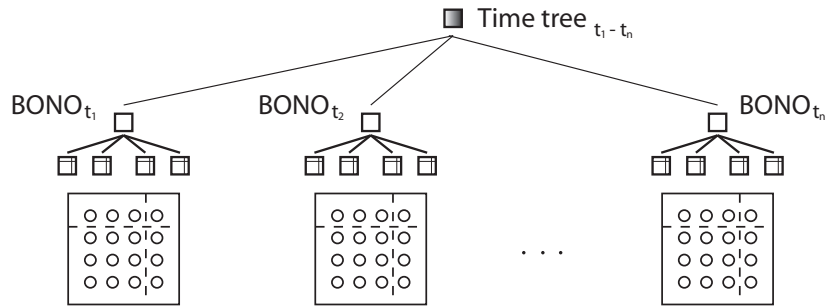 Time tree t₁ - tₙ
BONOt₁
BONOt₂
BONOtₙ
. . .